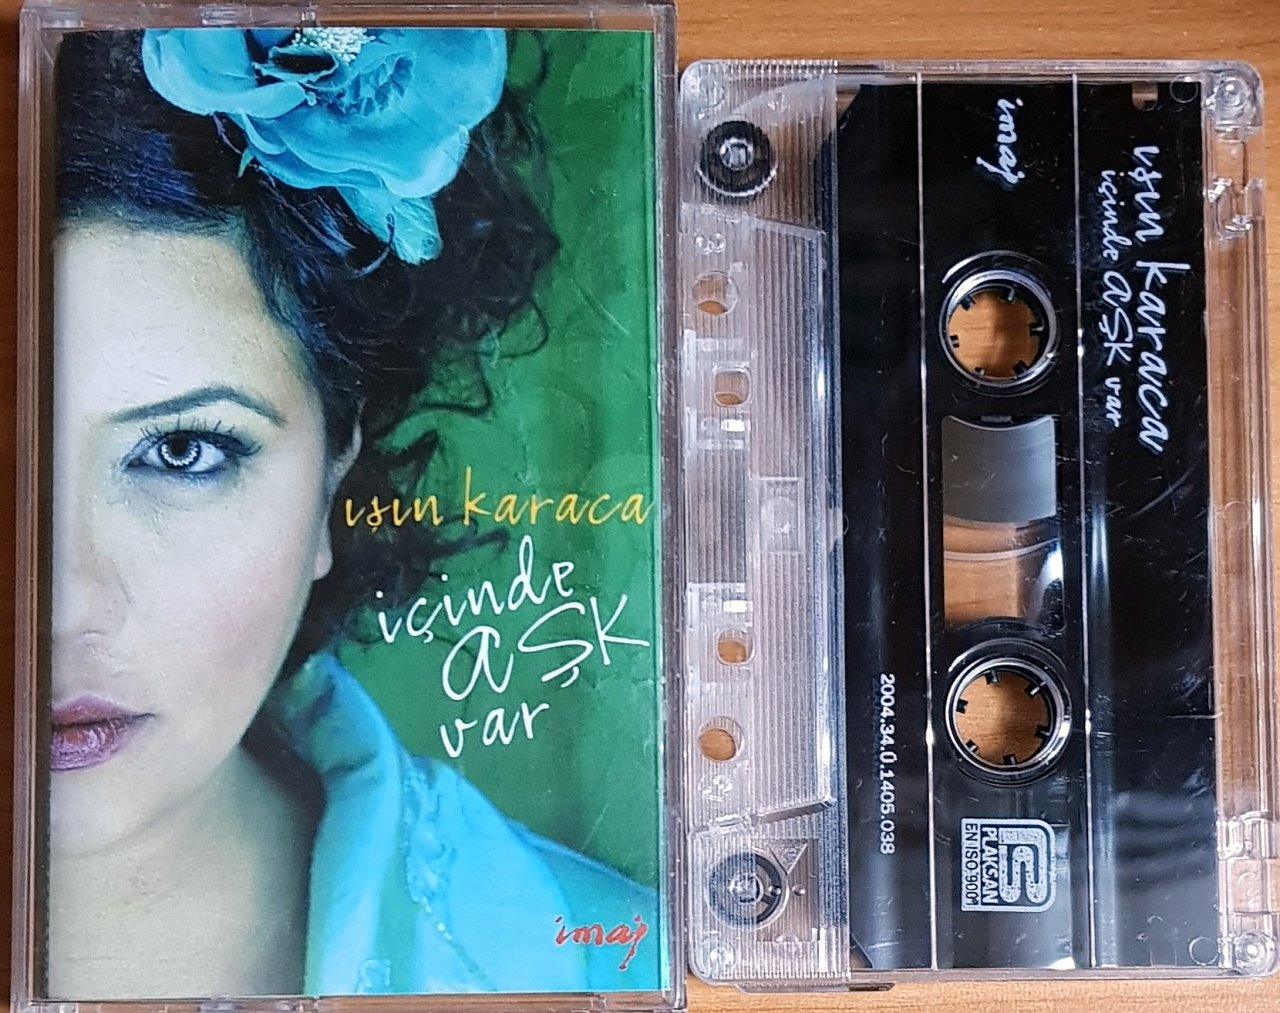 ışın karaca
içinde
aşk
var
imaj
imaj
ışın karaca
içinde aşk var
2004.34.0.1405.038
PLAKSAN
EN ISO 9001